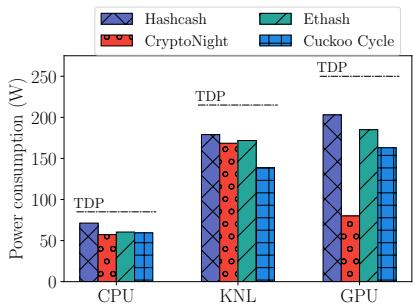 Hashcash Ethash
CryptoNight Cuckoo Cycle
Power consumption (W)
250
200
150
100
50
0
TDP
TDP
TDP
CPU KNL GPU